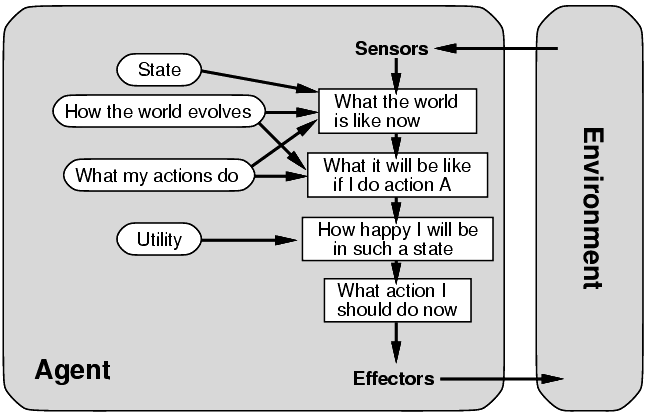 Sensors
State
How the world evolves
What the world
is like now
What my actions do
What it will be like
if I do action A
Utility
How happy I will be
in such a state
What action I
should do now
Agent
Effectors
Environment